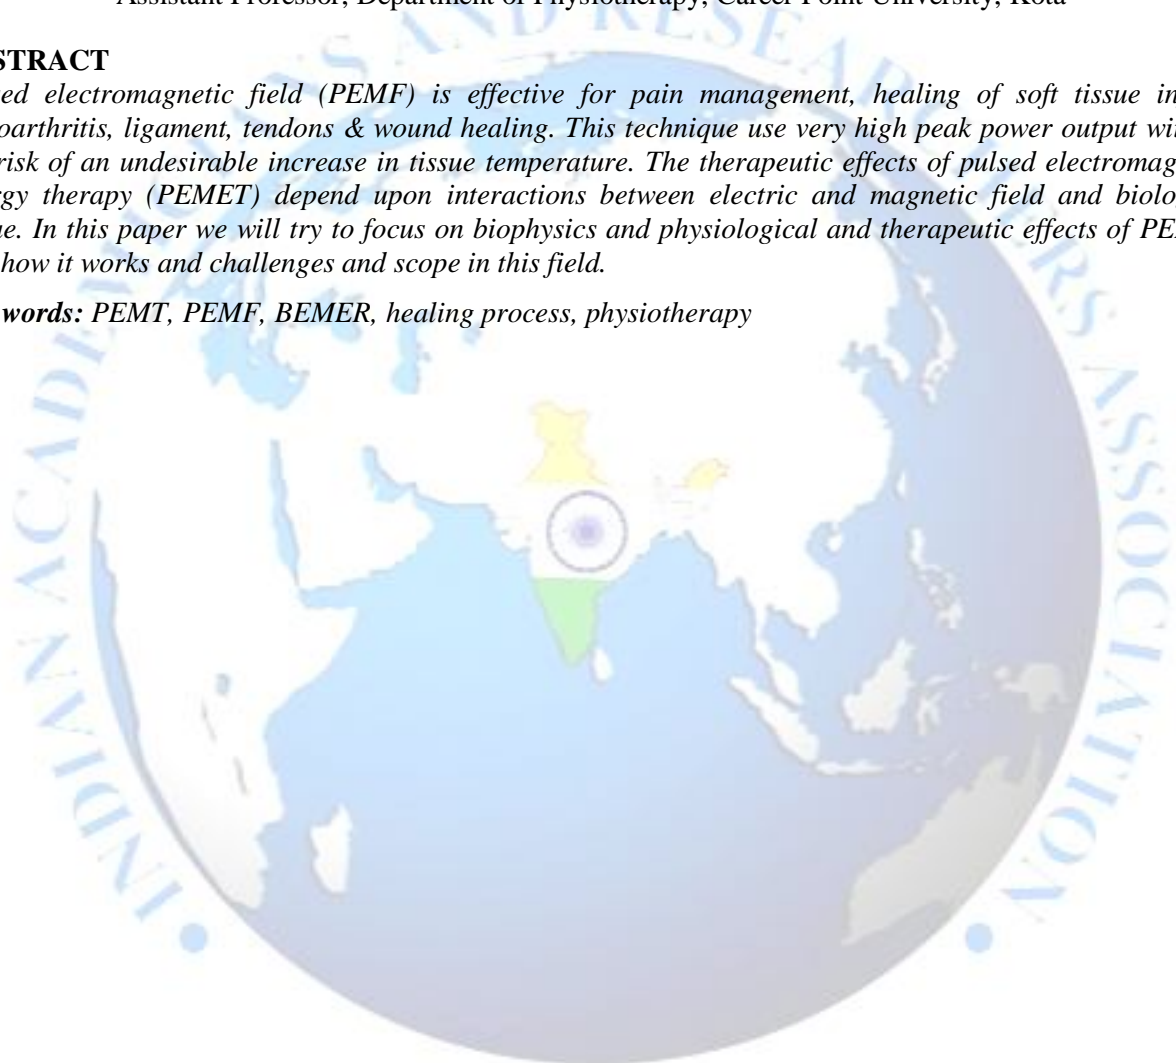 Assistant Professor, Department of Physiotherapy, Career Point University, Kota
STRACT
ed electromagnetic field (PEMF) is effective for pain management, healing of soft tissue in
oarthritis, ligament, tendons & wound healing. This technique use very high peak power output wi
risk of an undesirable increase in tissue temperature. The therapeutic effects of pulsed electromag
gy therapy (PEMET) depend upon interactions between electric and magnetic field and biolo
e. In this paper we will try to focus on biophysics and physiological and therapeutic effects of PE
how it works and challenges and scope in this field.
words: PEMT, PEMF, BEMER, healing process, physiotherapy
INDIAN ACADEMICIANS AND RESEARCHERS ASSOCIATION